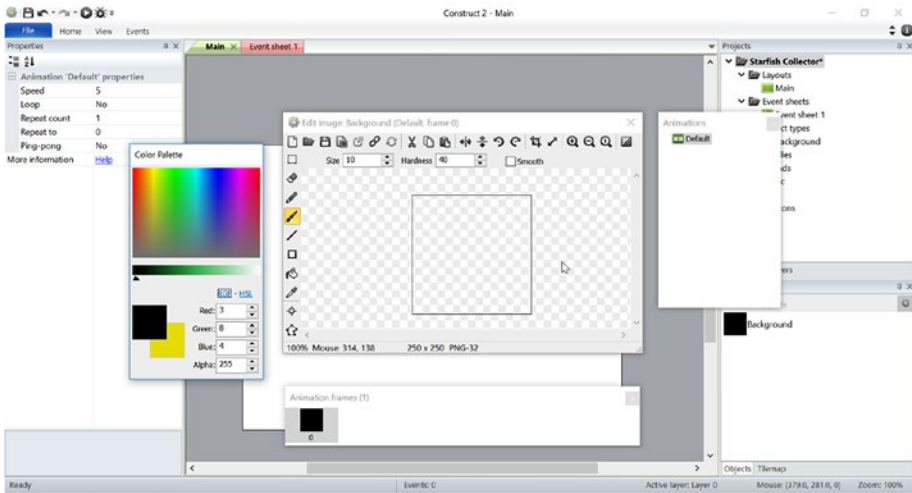 Construct 2 - Main
File Home View Events
Properties
Main Event sheet 1
Projects
Animation 'Default' properties
Speed 5
Loop No
Repeat count 1
Repeat to 0
Ping-pong No
More information Help
Starfish Collector*
Layouts
Main
Event sheets
Event sheet 1
Edit image: Background (Default, frame 0)
Size 10 Hardness 40 Smooth
100% Mouse: 314, 138 250 x 250 PNG-32
Animations
Default
Color Palette
RGB - HSL
Red: 3
Green: 8
Blue: 4
Alpha: 255
Animation frames (1)
0
Background
Objects Tilemap
Ready Events: 0 Active layer: Layer 0 Mouse: (379.0, 281.0, 0) Zoom: 100%